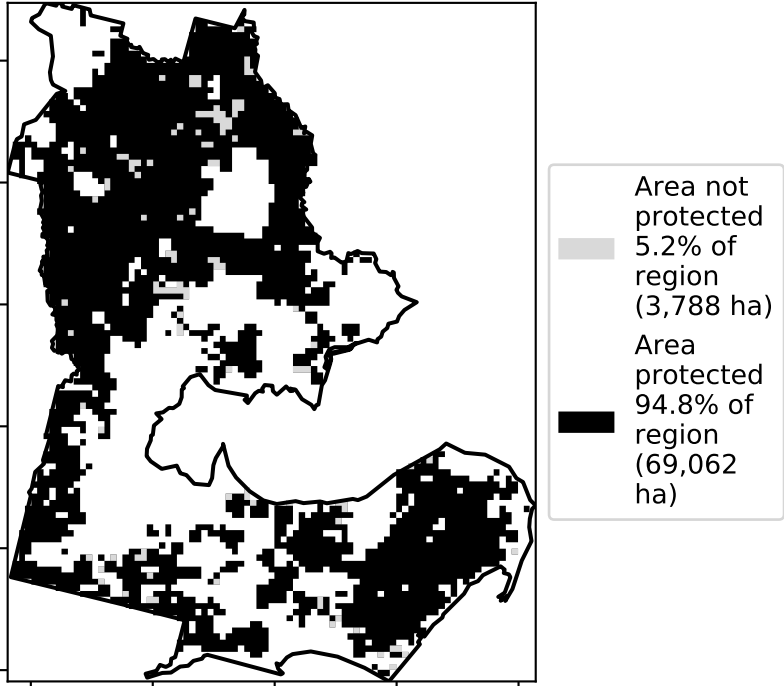 Area not
protected
5.2% of
region
(3,788 ha)
Area
protected
94.8% of
region
(69,062
ha)